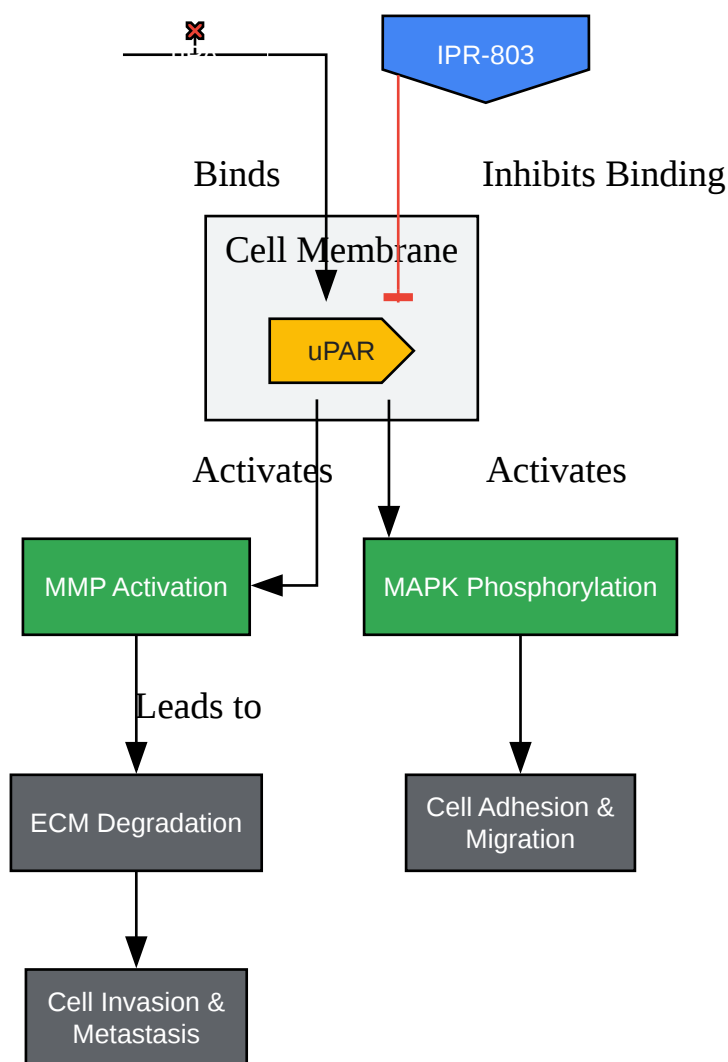 IPR-803
Binds
Inhibits Binding
Cell Membrane
uPAR
Activates
Activates
MMP Activation
MAPK Phosphorylation
Leads to
ECM Degradation
Cell Adhesion &
Migration
Cell Invasion &
Metastasis